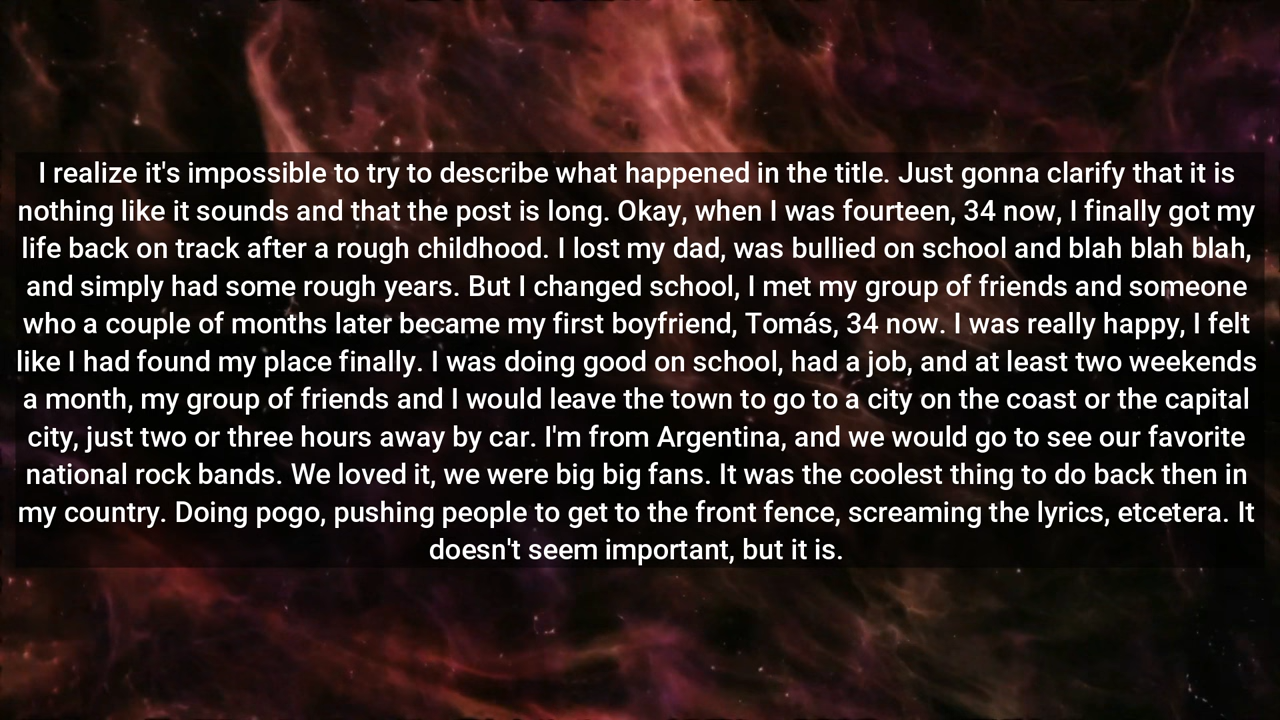 I realize it's impossible to try to describe what happened in the title. Just gonna clarify that it is
nothing like it sounds and that the post is long. Okay, when I was fourteen, 34 now, I finally got my
life back on track after a rough childhood. I lost my dad, was bullied on school and blah blah blah,
and simply had some rough years. But I changed school, I met my group of friends and someone
who a couple of months later became my first boyfriend, Tomás, 34 now. I was really happy, I felt
like I had found my place finally. I was doing good on school, had a job, and at least two weekends
a month, my group of friends and I would leave the town to go to a city on the coast or the capital
city, just two or three hours away by car. I'm from Argentina, and we would go to see our favorite
national rock bands. We loved it, we were big big fans. It was the coolest thing to do back then in
my country. Doing pogo, pushing people to get to the front fence, screaming the lyrics, etcetera. It
doesn't seem important, but it is.